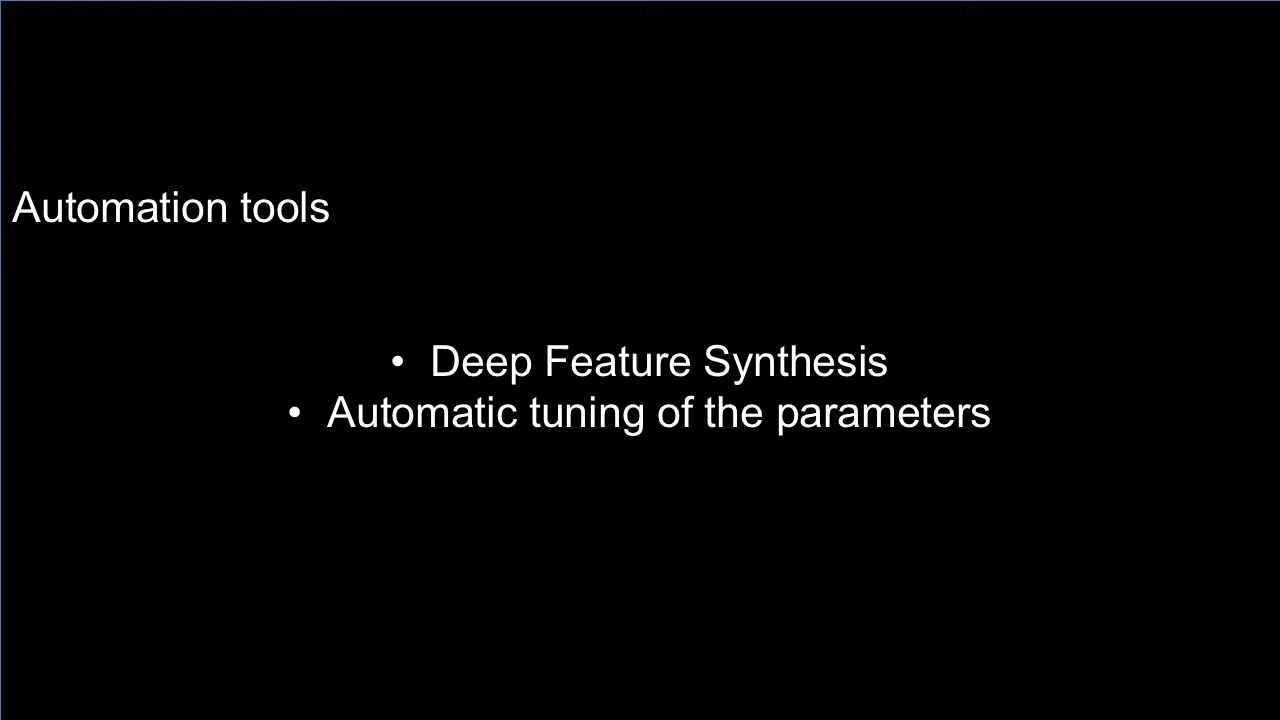 Automation tools
• Deep Feature Synthesis
• Automatic tuning of the parameters